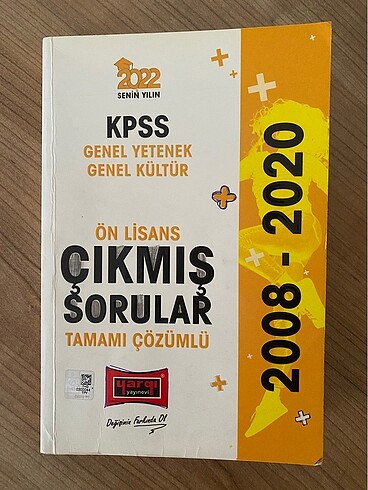 2022
SENİN YILIN
KPSS
GENEL YETENEK
GENEL KÜLTÜR
ÖN LİSANS
ÇIKMIŞ
SORULAR
TAMAMI ÇÖZÜMLÜ
yargı
yayınevi
Değişimin Farkında Ol
2008 - 2020